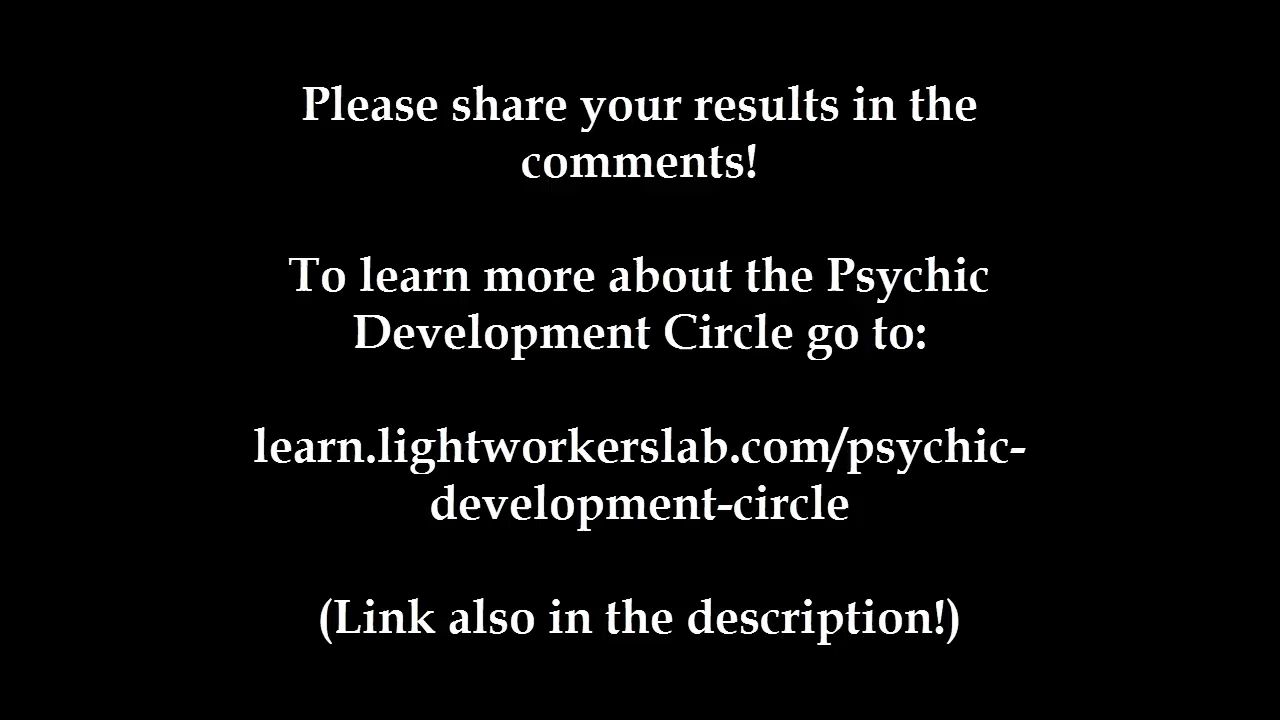 Please share your results in the
comments!
To learn more about the Psychic
Development Circle go to:
learn.lightworkerslab.com/psychic-
development-circle
(Link also in the description!)